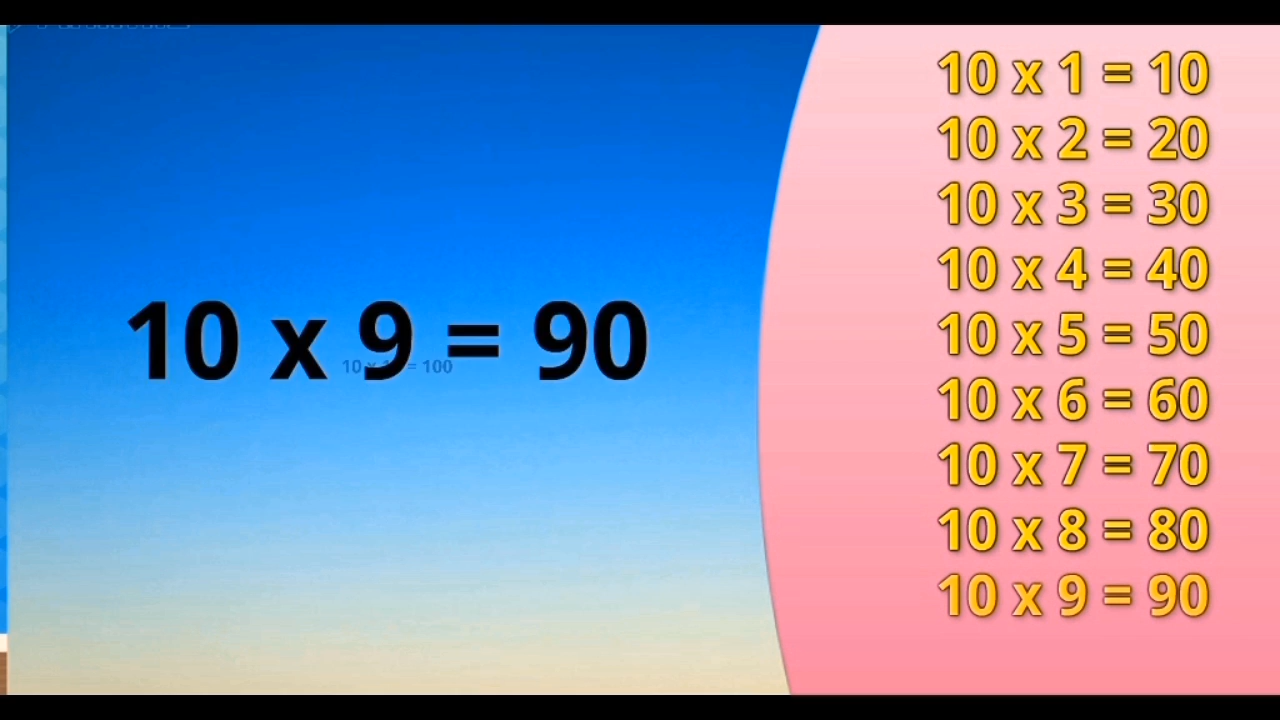 10 x 9 = 90
10 x 1 = 10
10 x 2 = 20
10 x 3 = 30
10 x 4 = 40
10 x 5 = 50
10 x 6 = 60
10 x 7 = 70
10 x 8 = 80
10 x 9 = 90